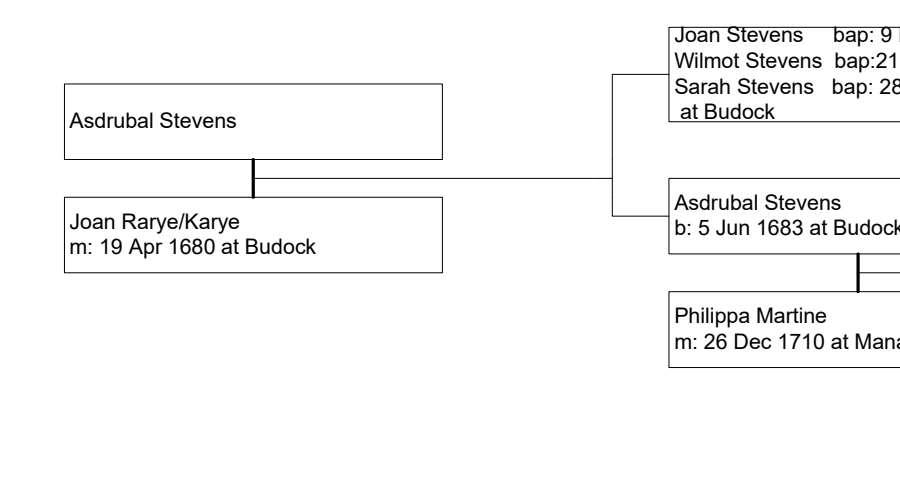 Asdrubal Stevens
Joan Rarye/Karye
m: 19 Apr 1680 at Budock
Joan Stevens bap: 9
Wilmot Stevens bap:21
Sarah Stevens bap: 28
at Budock
Asdrubal Stevens
b: 5 Jun 1683 at Budock
Philippa Martine
m: 26 Dec 1710 at